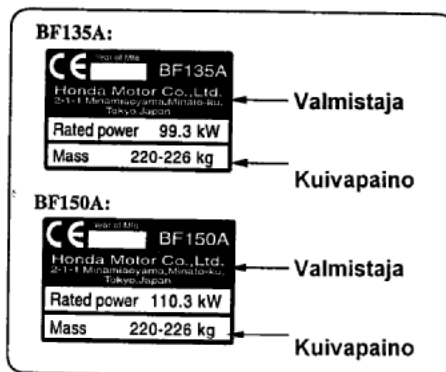 BF135A:
Year of Mfg
CE BF135A
Honda Motor Co.,Ltd.
2-1-1 Minamiaoyama,Minato-ku,
Tokyo,Japan
Valmistaja
Rated power 99.3 kW
Mass 220-226 kg
Kuivapaino
BF150A:
Year of Mfg
CE BF150A
Honda Motor Co.,Ltd.
2-1-1 Minamiaoyama,Minato-ku,
Tokyo,Japan
Valmistaja
Rated power 110.3 kW
Mass 220-226 kg
Kuivapaino